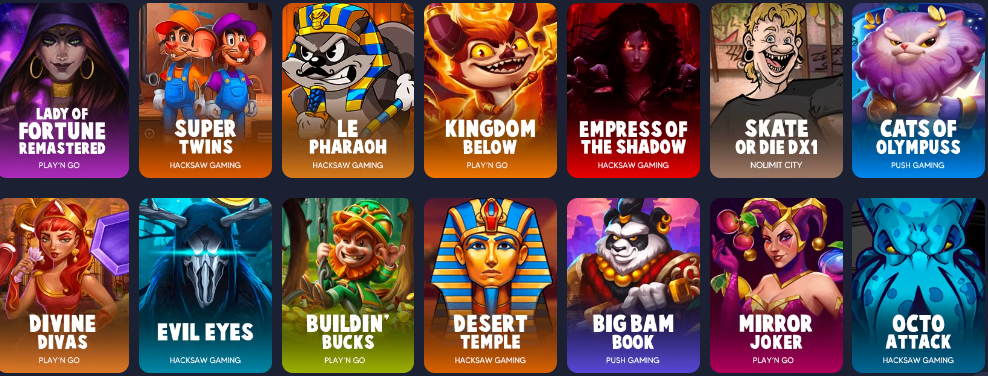 LADY OF
FORTUNE
REMASTERED
PLAY'N GO
SUPER
TWINS
HACKSAW GAMING
LE
PHARAOH
HACKSAW GAMING
KINGDOM
BELOW
PLAY'N GO
EMPRESS OF
THE SHADOW
HACKSAW GAMING
SKATE
OR DIE DX1
NOLIMIT CITY
CATS OF
OLYMPUSS
PUSH GAMING
DIVINE
DIVAS
PLAY'N GO
EVIL EYES
HACKSAW GAMING
BUILDIN'
BUCKS
PLAY'N GO
DESERT
TEMPLE
HACKSAW GAMING
BIG BAM
BOOK
PUSH GAMING
MIRROR
JOKER
PLAY'N GO
OCTO
ATTACK
HACKSAW GAMING